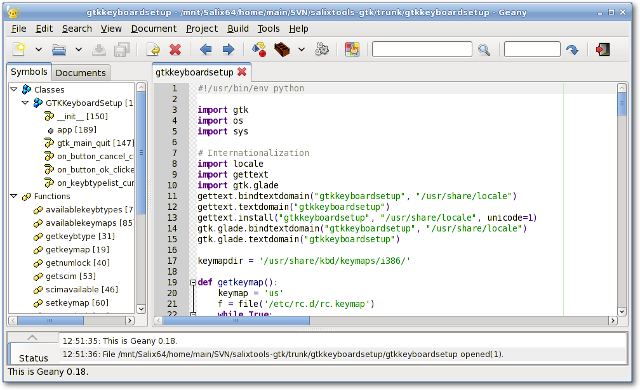 gtkkeyboardsetup - /mnt/Salix64/home/main/SVN/salixtools-gtk/trunk/gtkkeyboardsetup - Geany
File Edit Search View Document Project Build Tools Help
Symbols Documents
Classes
GTKKeyboardSetup [1
__init__ [150]
app [189]
gtk_main_quit [147]
on_button_cancel_c
on_button_ok_clicke
on_keybtypelist_cur
Functions
availablekeybtypes [7
availablekeymaps [85]
getkeybtype [31]
getkeymap [19]
getnumlock [40]
getscim [53]
scimavailable [46]
setkeymap [60]
gtkkeyboardsetup
1 #!/usr/bin/env python
2
3 import gtk
4 import os
5 import sys
6
7 # Internationalization
8 import locale
9 import gettext
10 import gtk.glade
11 gettext.bindtextdomain("gtkkeyboardsetup", "/usr/share/locale")
12 gettext.textdomain("gtkkeyboardsetup")
13 gettext.install("gtkkeyboardsetup", "/usr/share/locale", unicode=1)
14 gtk.glade.bindtextdomain("gtkkeyboardsetup", "/usr/share/locale")
15 gtk.glade.textdomain("gtkkeyboardsetup")
16
17 keymapdir = '/usr/share/kbd/keymaps/i386/'
18
19 def getkeymap():
20 keymap = 'us'
21 f = file('/etc/rc.d/rc.keymap')
22 while True:
Status
12:51:35: This is Geany 0.18.
12:51:36: File /mnt/Salix64/home/main/SVN/salixtools-gtk/trunk/gtkkeyboardsetup/gtkkeyboardsetup opened(1).
This is Geany 0.18.